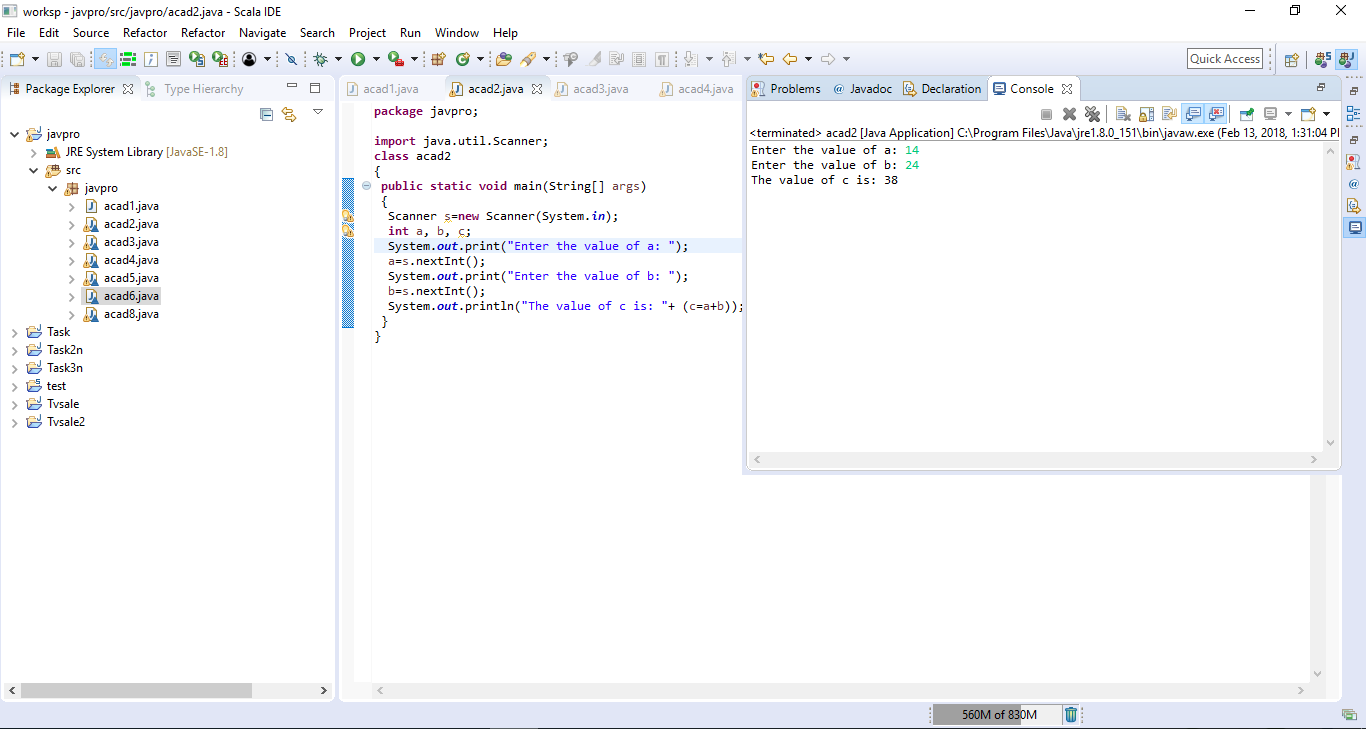 worksp - javpro/src/javpro/acad2.java - Scala IDE
File Edit Source Refactor Refactor Navigate Search Project Run Window Help
Quick Access
Package Explorer Type Hierarchy
javpro
JRE System Library [JavaSE-1.8]
src
javpro
acad1.java
acad2.java
acad3.java
acad4.java
acad5.java
acad6.java
acad8.java
Task
Task2n
Task3n
test
Tvsale
Tvsale2
acad1.java acad2.java acad3.java acad4.java
package javpro;
import java.util.Scanner;
class acad2
{
public static void main(String[] args)
{
Scanner s=new Scanner(System.in);
int a, b, c;
System.out.print("Enter the value of a: ");
a=s.nextInt();
System.out.print("Enter the value of b: ");
b=s.nextInt();
System.out.println("The value of c is: "+ (c=a+b));
}
}
Problems @ Javadoc Declaration Console
<terminated> acad2 [Java Application] C:\Program Files\Java\jre1.8.0_151\bin\javaw.exe (Feb 13, 2018, 1:31:04 P
Enter the value of a: 14
Enter the value of b: 24
The value of c is: 38
560M of 830M